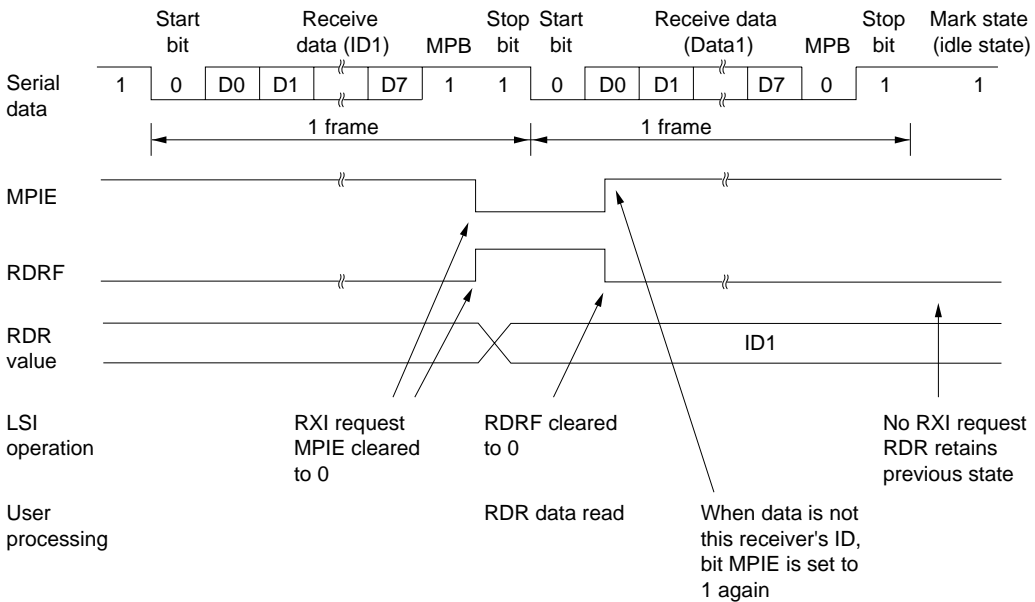 Start bit Receive data (ID1) MPB Stop bit Start bit Receive data (Data1) MPB Stop bit Mark state (idle state)
Serial data 1 0 D0 D1 D7 1 1 0 D0 D1 D7 0 1 1
1 frame 1 frame
MPIE
RDRF
RDR value ID1
LSI operation
RXI request
MPIE cleared
to 0
RDRF cleared
to 0
No RXI request
RDR retains
previous state
User
processing
RDR data read
When data is not
this receiver's ID,
bit MPIE is set to
1 again